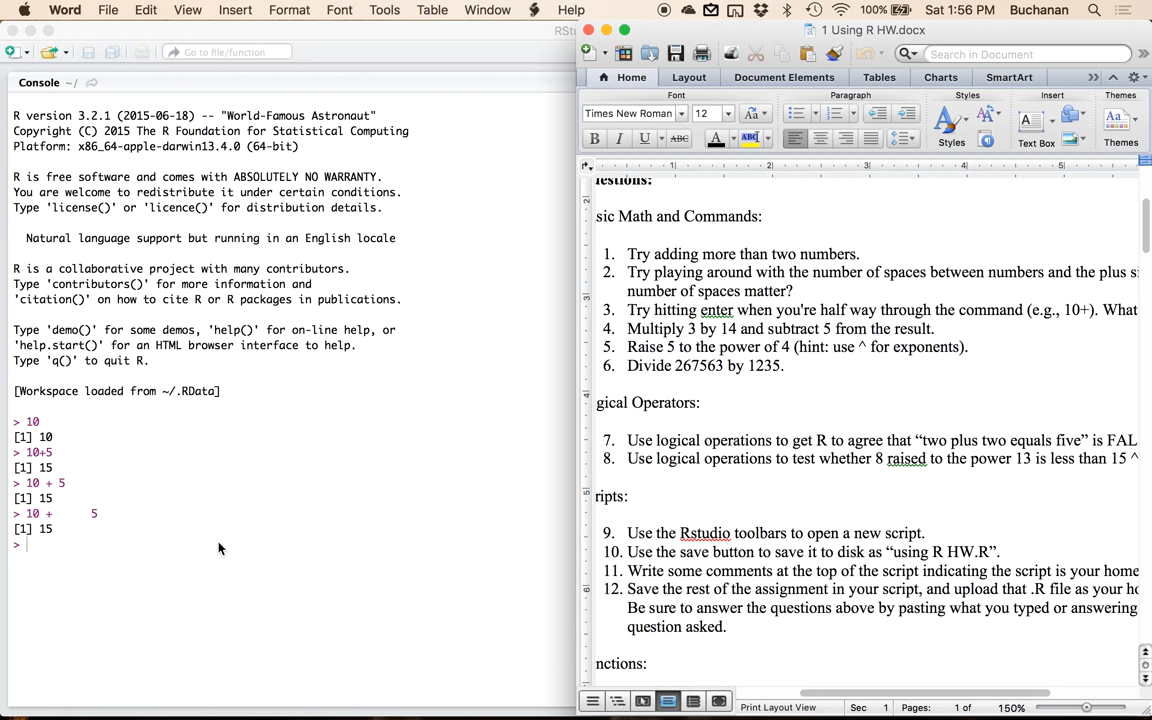 Word File Edit View Insert Format Font Tools Table Window Help 100% Sat 1:56 PM Buchanan
RStu
1 Using R HW.docx
Go to file/function
Search in Document
Console ~/
Home Layout Document Elements Tables Charts SmartArt
Font Paragraph Styles Insert Themes
Times New Roman 12 Aa
B I U ABC A ABC
Styles Text Box Themes
R version 3.2.1 (2015-06-18) -- "World-Famous Astronaut"
Copyright (C) 2015 The R Foundation for Statistical Computing
Platform: x86_64-apple-darwin13.4.0 (64-bit)
R is free software and comes with ABSOLUTELY NO WARRANTY.
You are welcome to redistribute it under certain conditions.
Type 'license()' or 'licence()' for distribution details.
Natural language support but running in an English locale
R is a collaborative project with many contributors.
Type 'contributors()' for more information and
'citation()' on how to cite R or R packages in publications.
Type 'demo()' for some demos, 'help()' for on-line help, or
'help.start()' for an HTML browser interface to help.
Type 'q()' to quit R.
[Workspace loaded from ~/.RData]
> 10
[1] 10
> 10+5
[1] 15
> 10 + 5
[1] 15
> 10 +      5
[1] 15
>
1 2 3 4 5
2 3 4 5 6
iestions:
sic Math and Commands:
1. Try adding more than two numbers.
2. Try playing around with the number of spaces between numbers and the plus si
number of spaces matter?
3. Try hitting enter when you're half way through the command (e.g., 10+). What
4. Multiply 3 by 14 and subtract 5 from the result.
5. Raise 5 to the power of 4 (hint: use ^ for exponents).
6. Divide 267563 by 1235.
gical Operators:
7. Use logical operations to get R to agree that “two plus two equals five” is FAL
8. Use logical operations to test whether 8 raised to the power 13 is less than 15 ^
ripts:
9. Use the Rstudio toolbars to open a new script.
10. Use the save button to save it to disk as “using R HW.R”.
11. Write some comments at the top of the script indicating the script is your home
12. Save the rest of the assignment in your script, and upload that .R file as your ho
Be sure to answer the questions above by pasting what you typed or answering
question asked.
nctions:
Print Layout View Sec 1 Pages: 1 of 150%